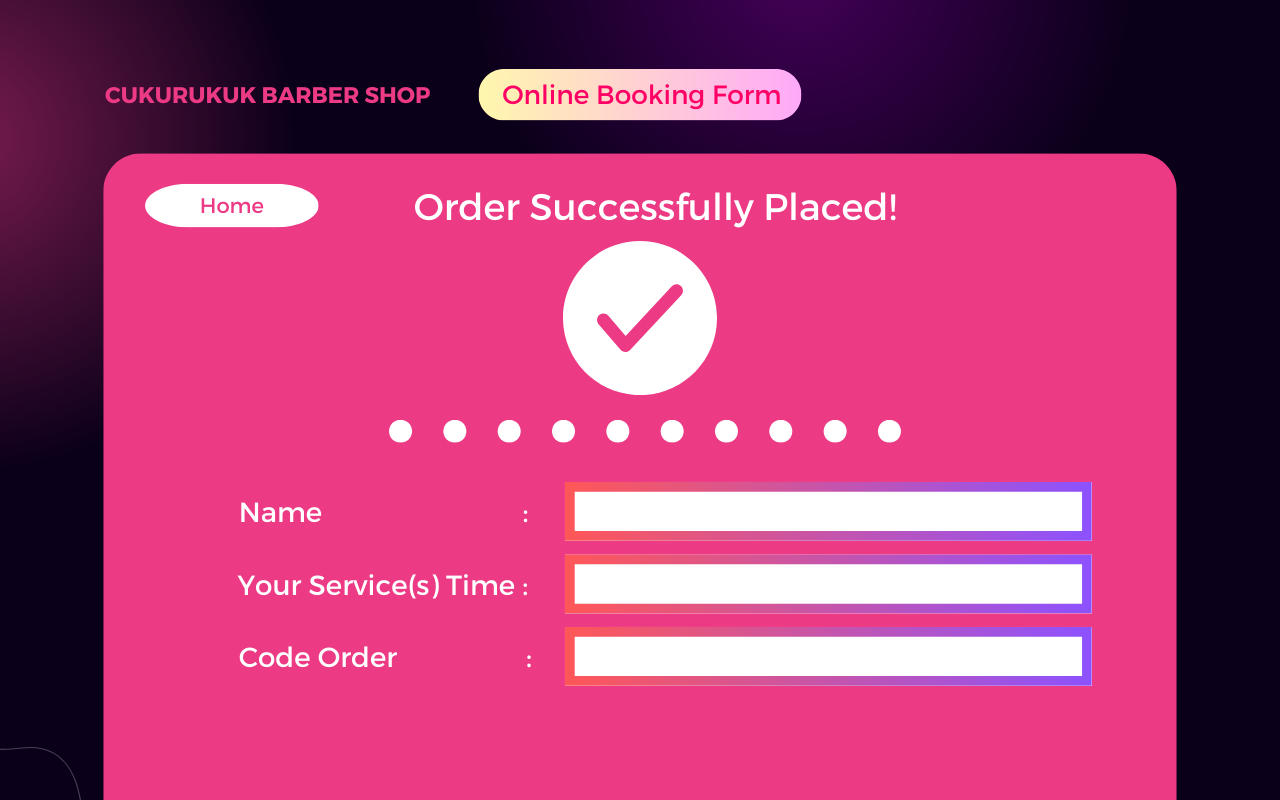 CUKURUKUK BARBER SHOP
Online Booking Form
Home
Order Successfully Placed!
Name :
Your Service(s) Time :
Code Order :